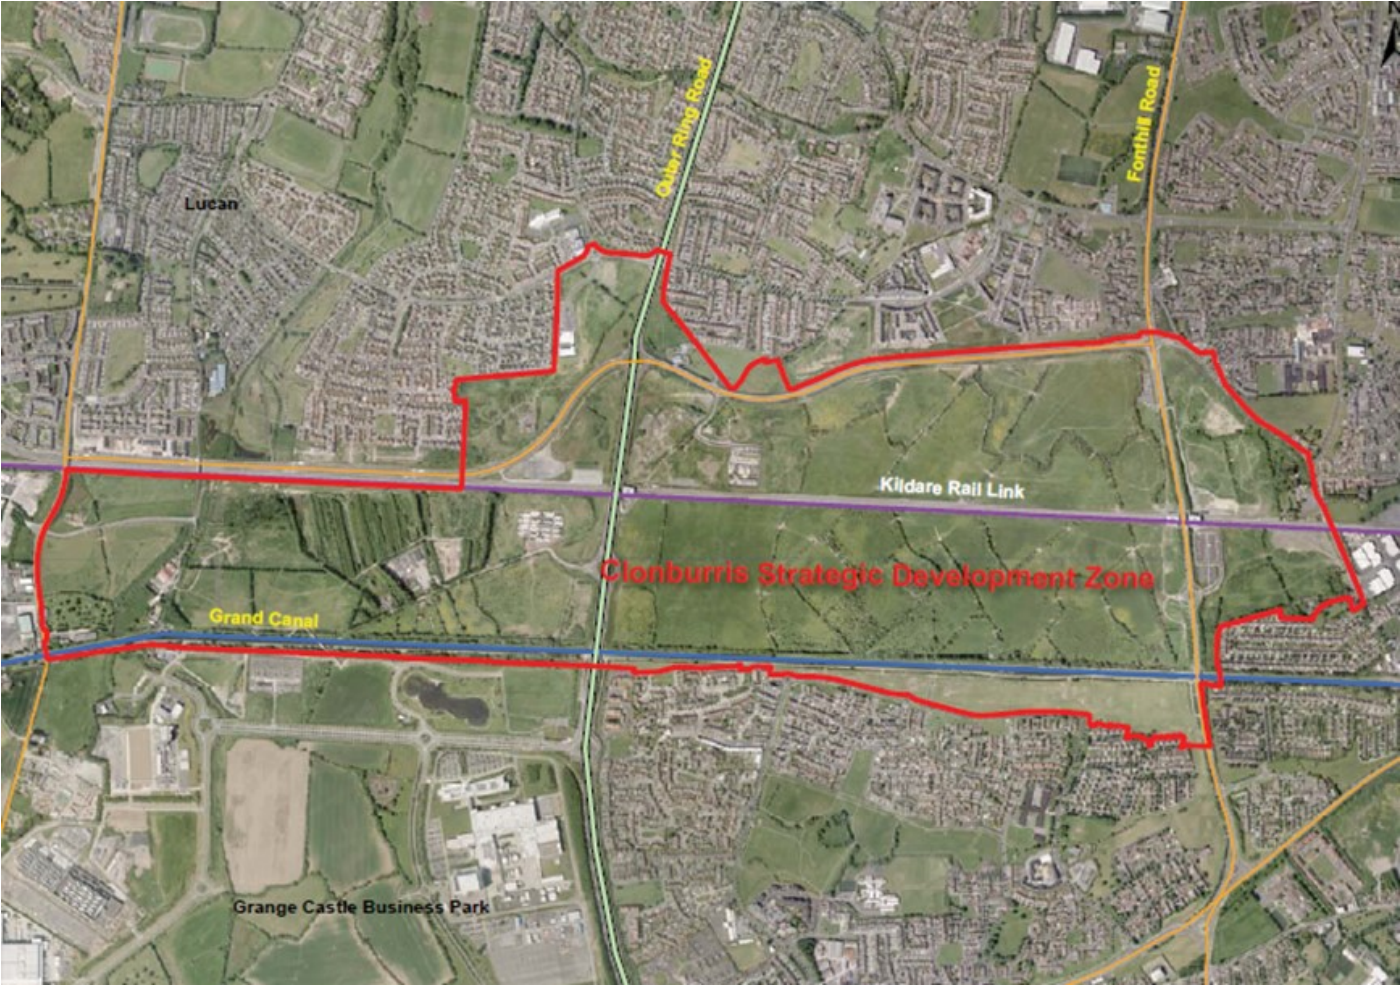 Outer Ring Road
Fonthill Road
Lucan
Kildare Rail Link
Clonburris Strategic Development Zone
Grand Canal
Grange Castle Business Park